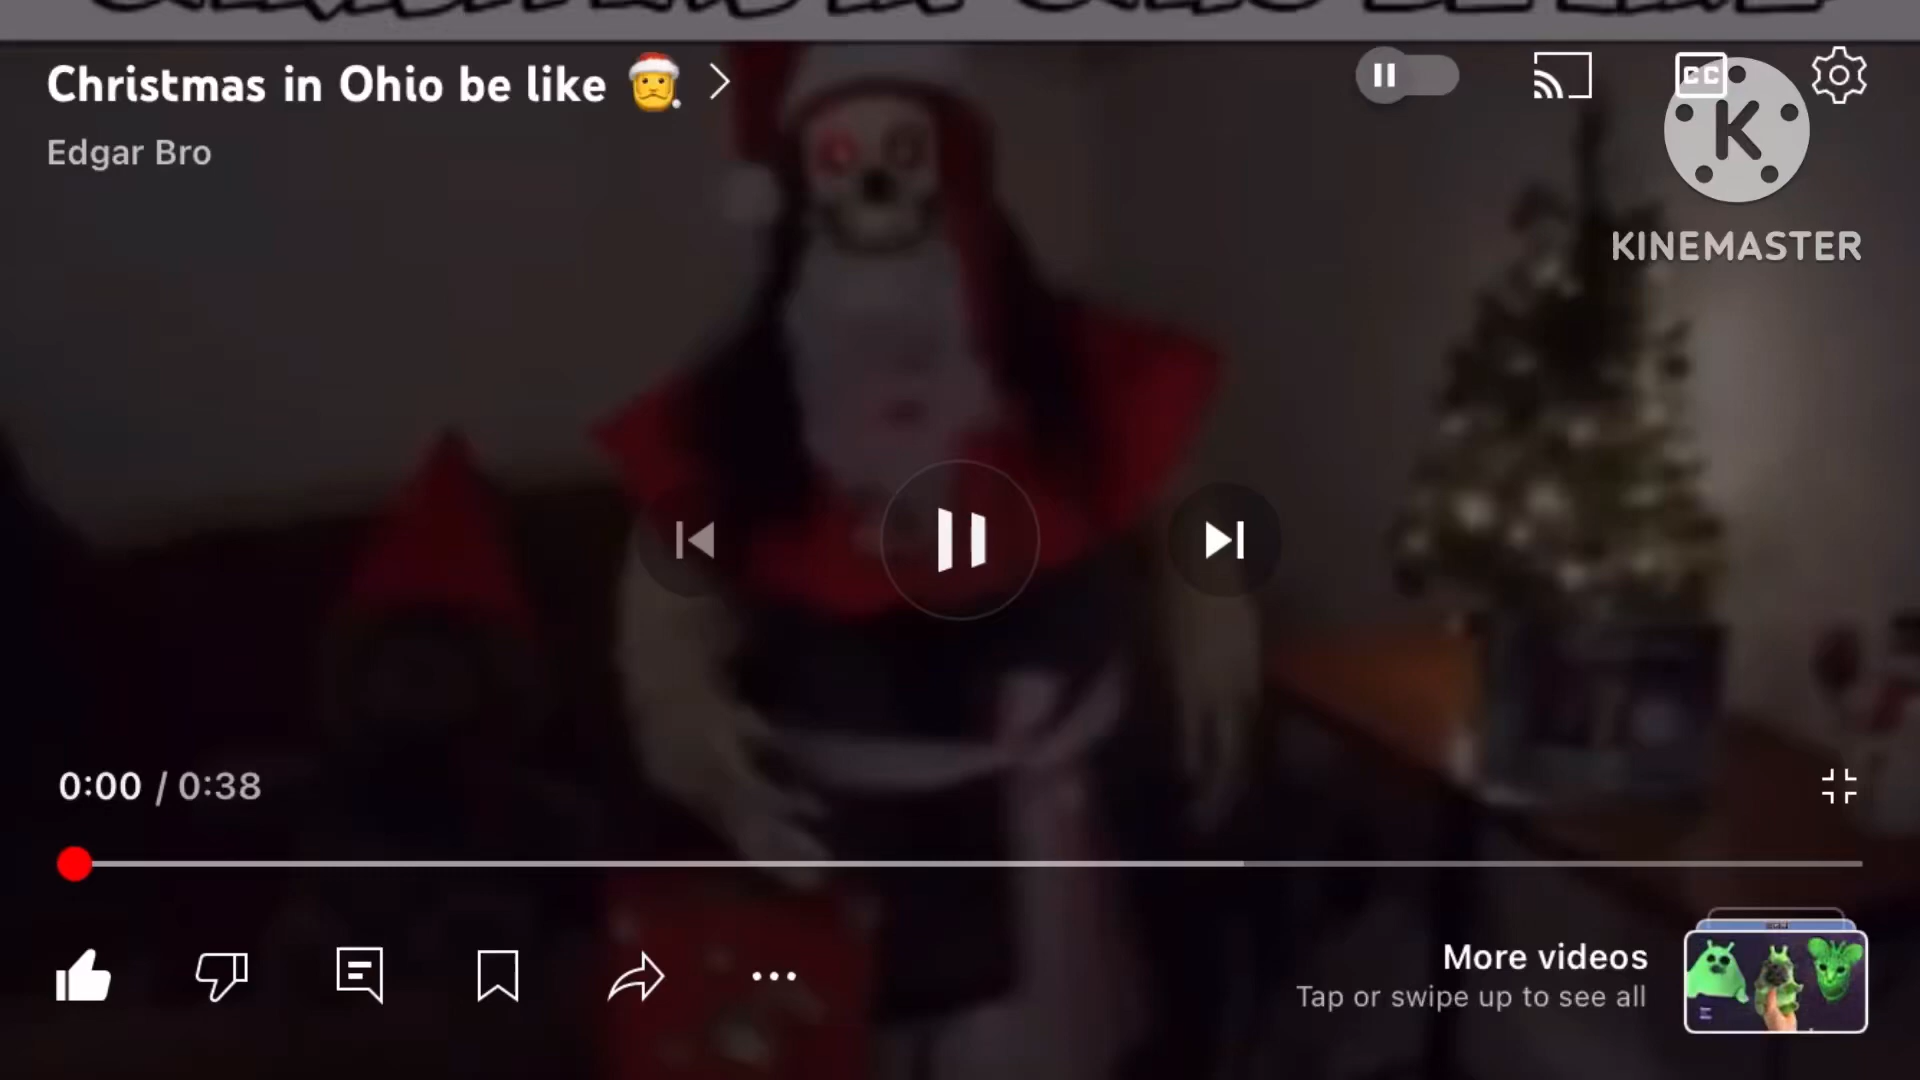 Christmas in Ohio be like 🎅
Edgar Bro
CC
K
KINEMASTER
0:00 / 0:38
More videos
Tap or swipe up to see all